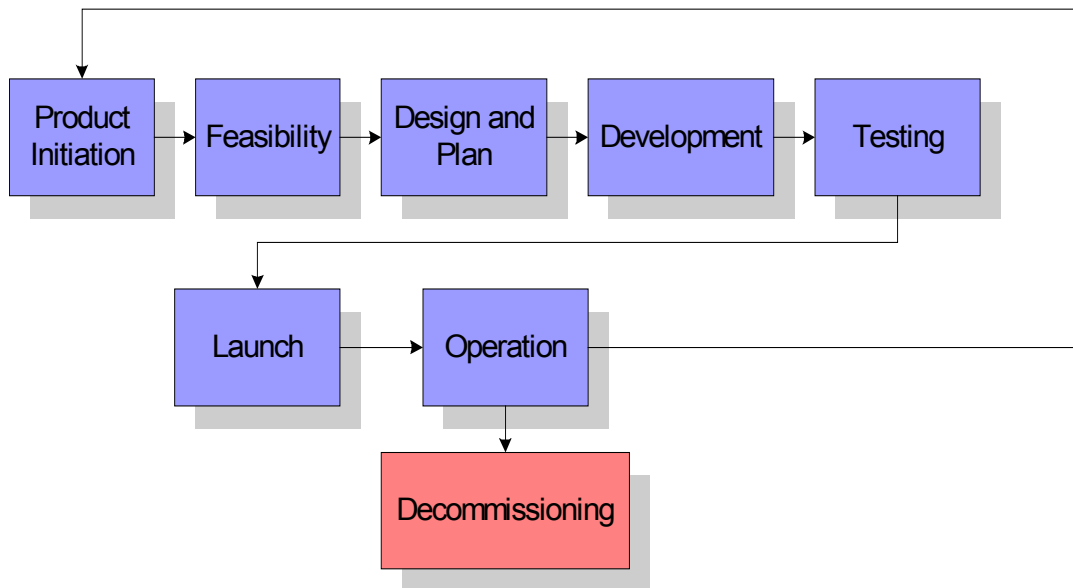 Product
Initiation
Feasibility
Design and
Plan
Development
Testing
Launch
Operation
Decommissioning